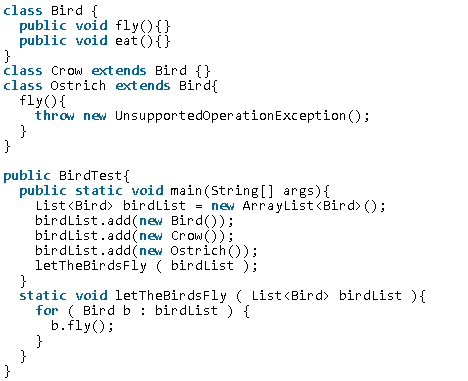 class Bird {
  public void fly(){}
  public void eat(){}
}
class Crow extends Bird {}
class Ostrich extends Bird{
  fly(){
    throw new UnsupportedOperationException();
  }
}

public BirdTest{
  public static void main(String[] args){
    List<Bird> birdList = new ArrayList<Bird>();
    birdList.add(new Bird());
    birdList.add(new Crow());
    birdList.add(new Ostrich());
    letTheBirdsFly ( birdList );
  }
  static void letTheBirdsFly ( List<Bird> birdList ){
    for ( Bird b : birdList ) {
      b.fly();
    }
  }
}